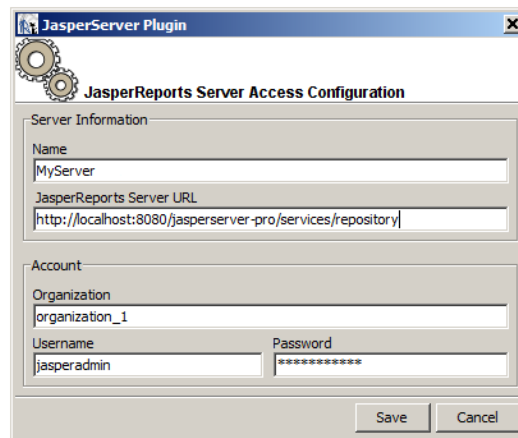 JasperServer Plugin
JasperReports Server Access Configuration
Server Information
Name
MyServer
JasperReports Server URL
http://localhost:8080/jasperserver-pro/services/repository
Account
Organization
organization_1
Username Password
jasperadmin ***********
Save Cancel